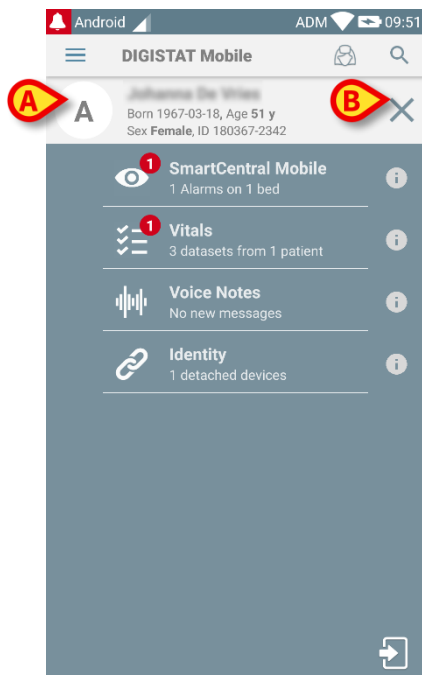 Android ADM 09:51
DIGISTAT Mobile
A A B
Born 1967-03-18, Age 51 y
Sex Female, ID 180367-2342
1 SmartCentral Mobile
1 Alarms on 1 bed
1 Vitals
3 datasets from 1 patient
Voice Notes
No new messages
Identity
1 detached devices